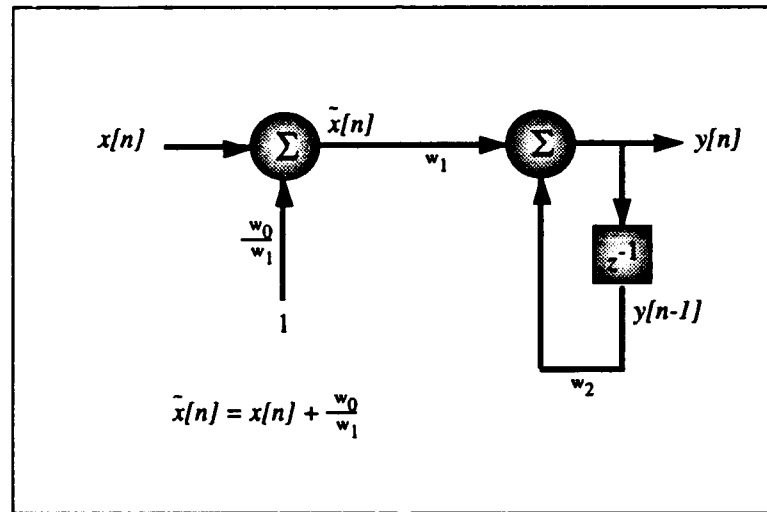 x[n] Σ x̃[n] w₁ Σ y[n]
w₀/w₁
z⁻¹
1
y[n-1]
w₂
x̃[n] = x[n] + w₀/w₁